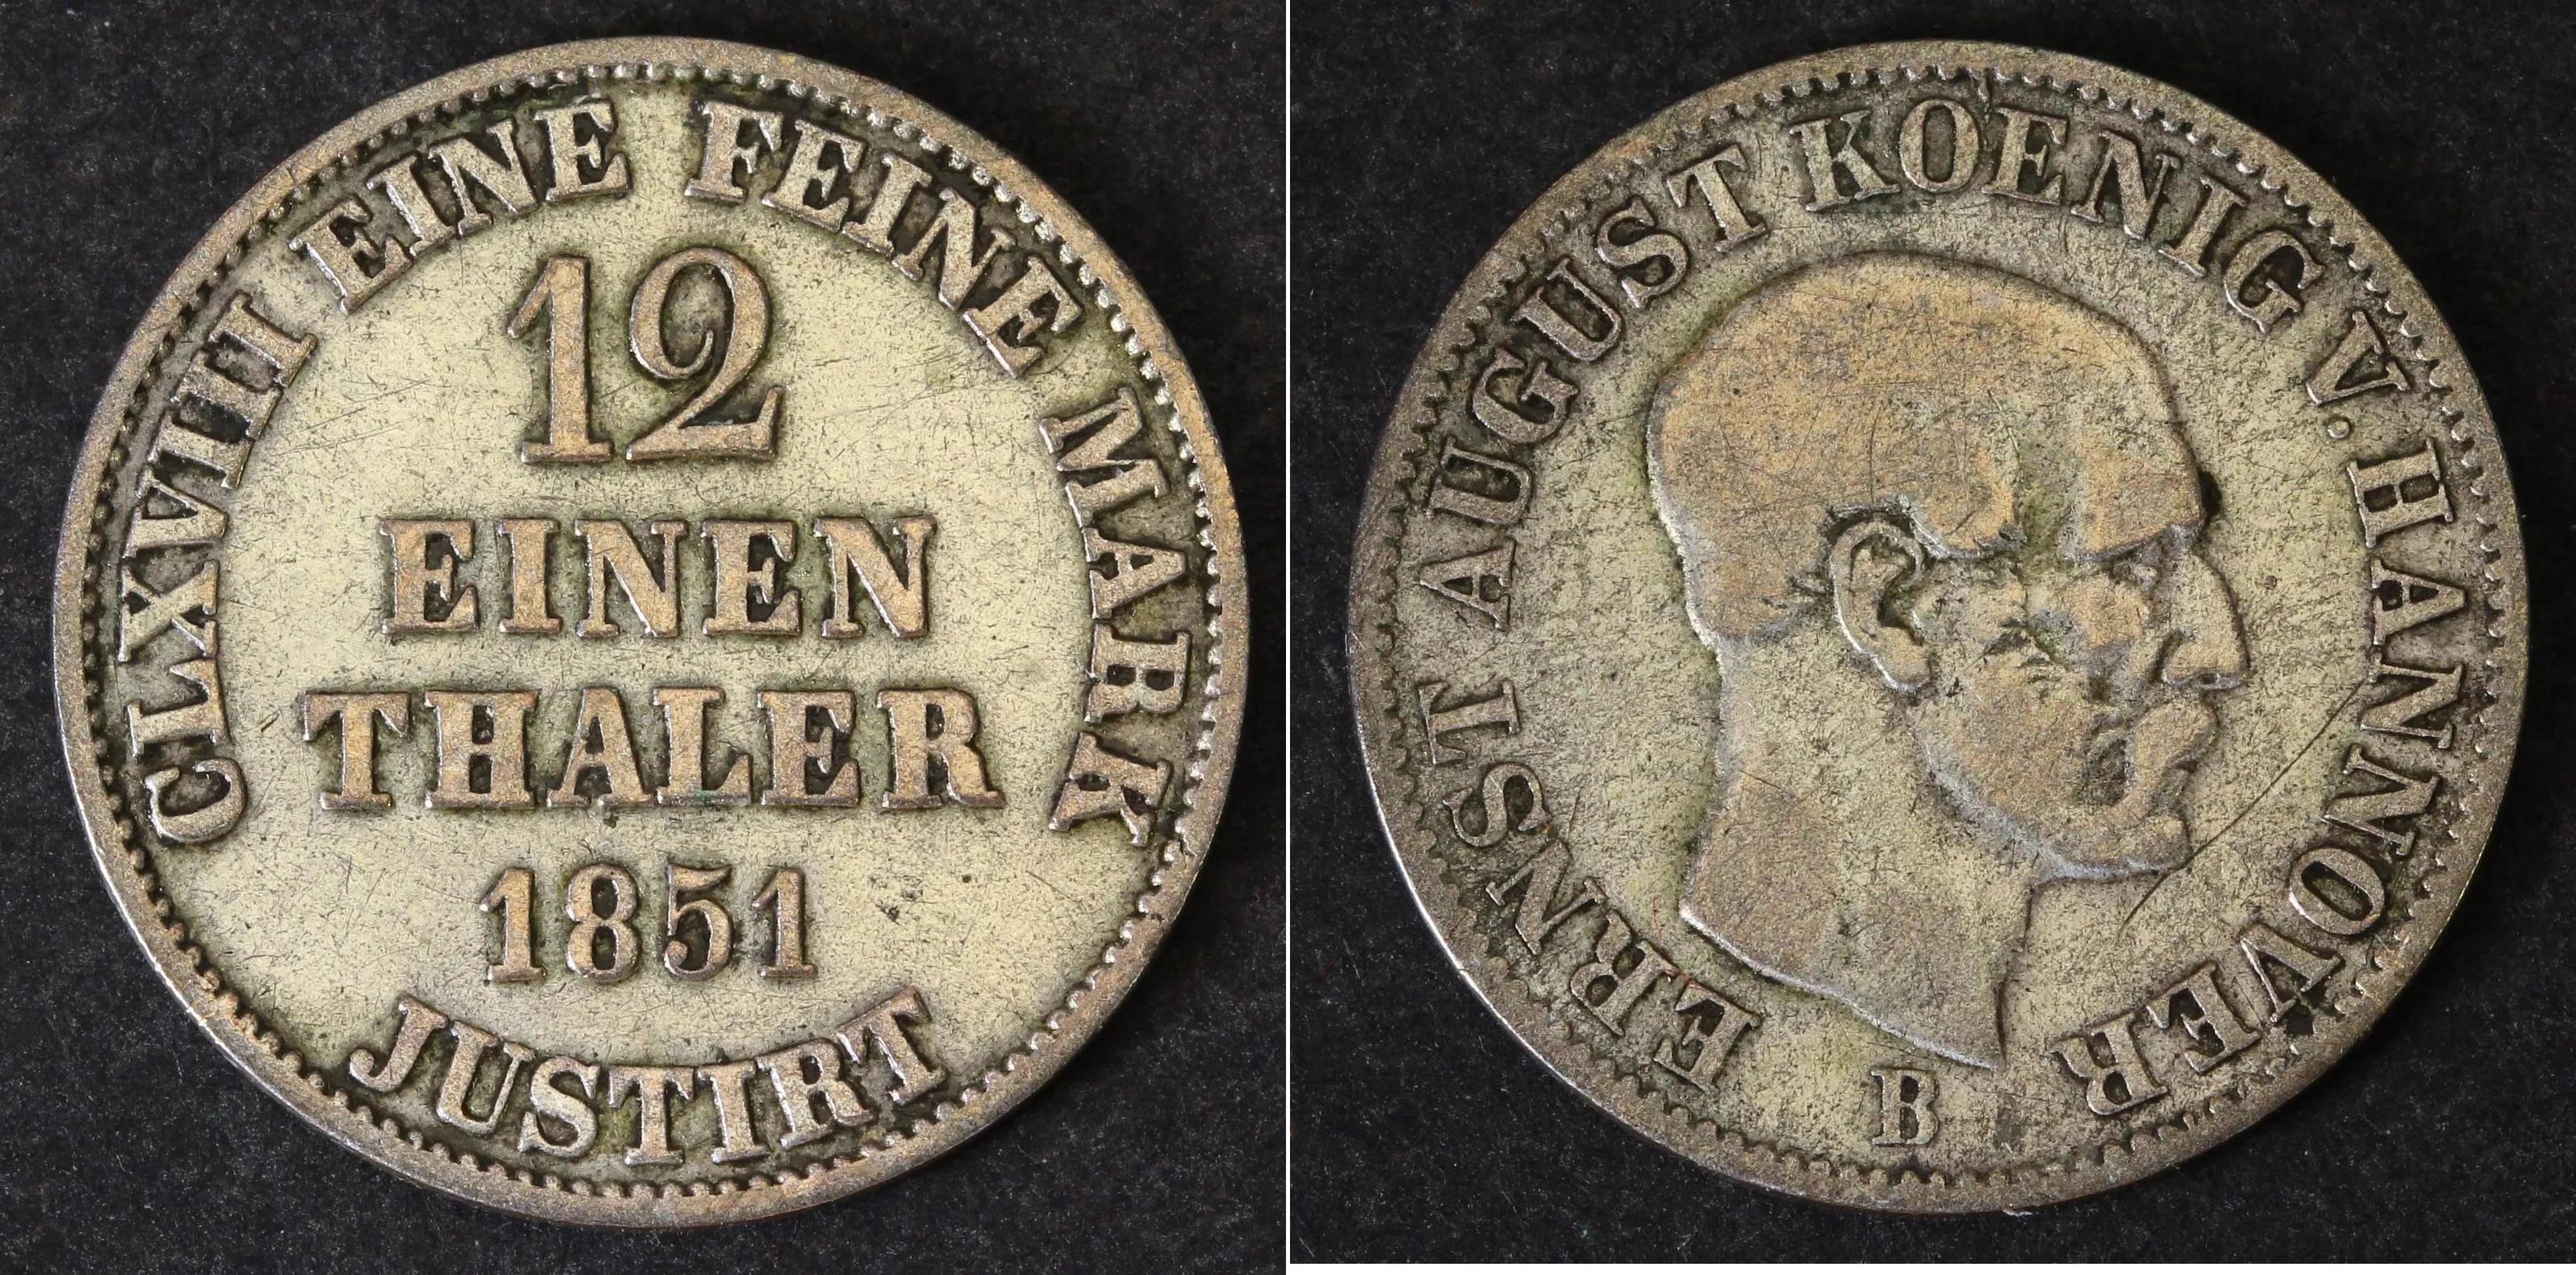 CLXVIII EINE FEINE MARK
12
EINEN
THALER
1851
JUSTIRT
ERNST AUGUST KOENIG V. HANNOVER
B